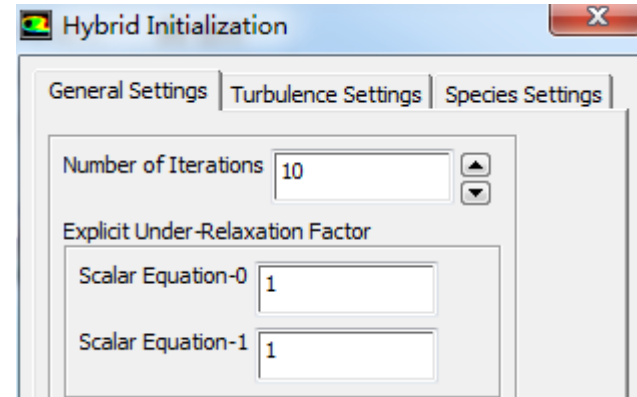 Hybrid Initialization
General Settings Turbulence Settings Species Settings
Number of Iterations 10
Explicit Under-Relaxation Factor
Scalar Equation-0 1
Scalar Equation-1 1